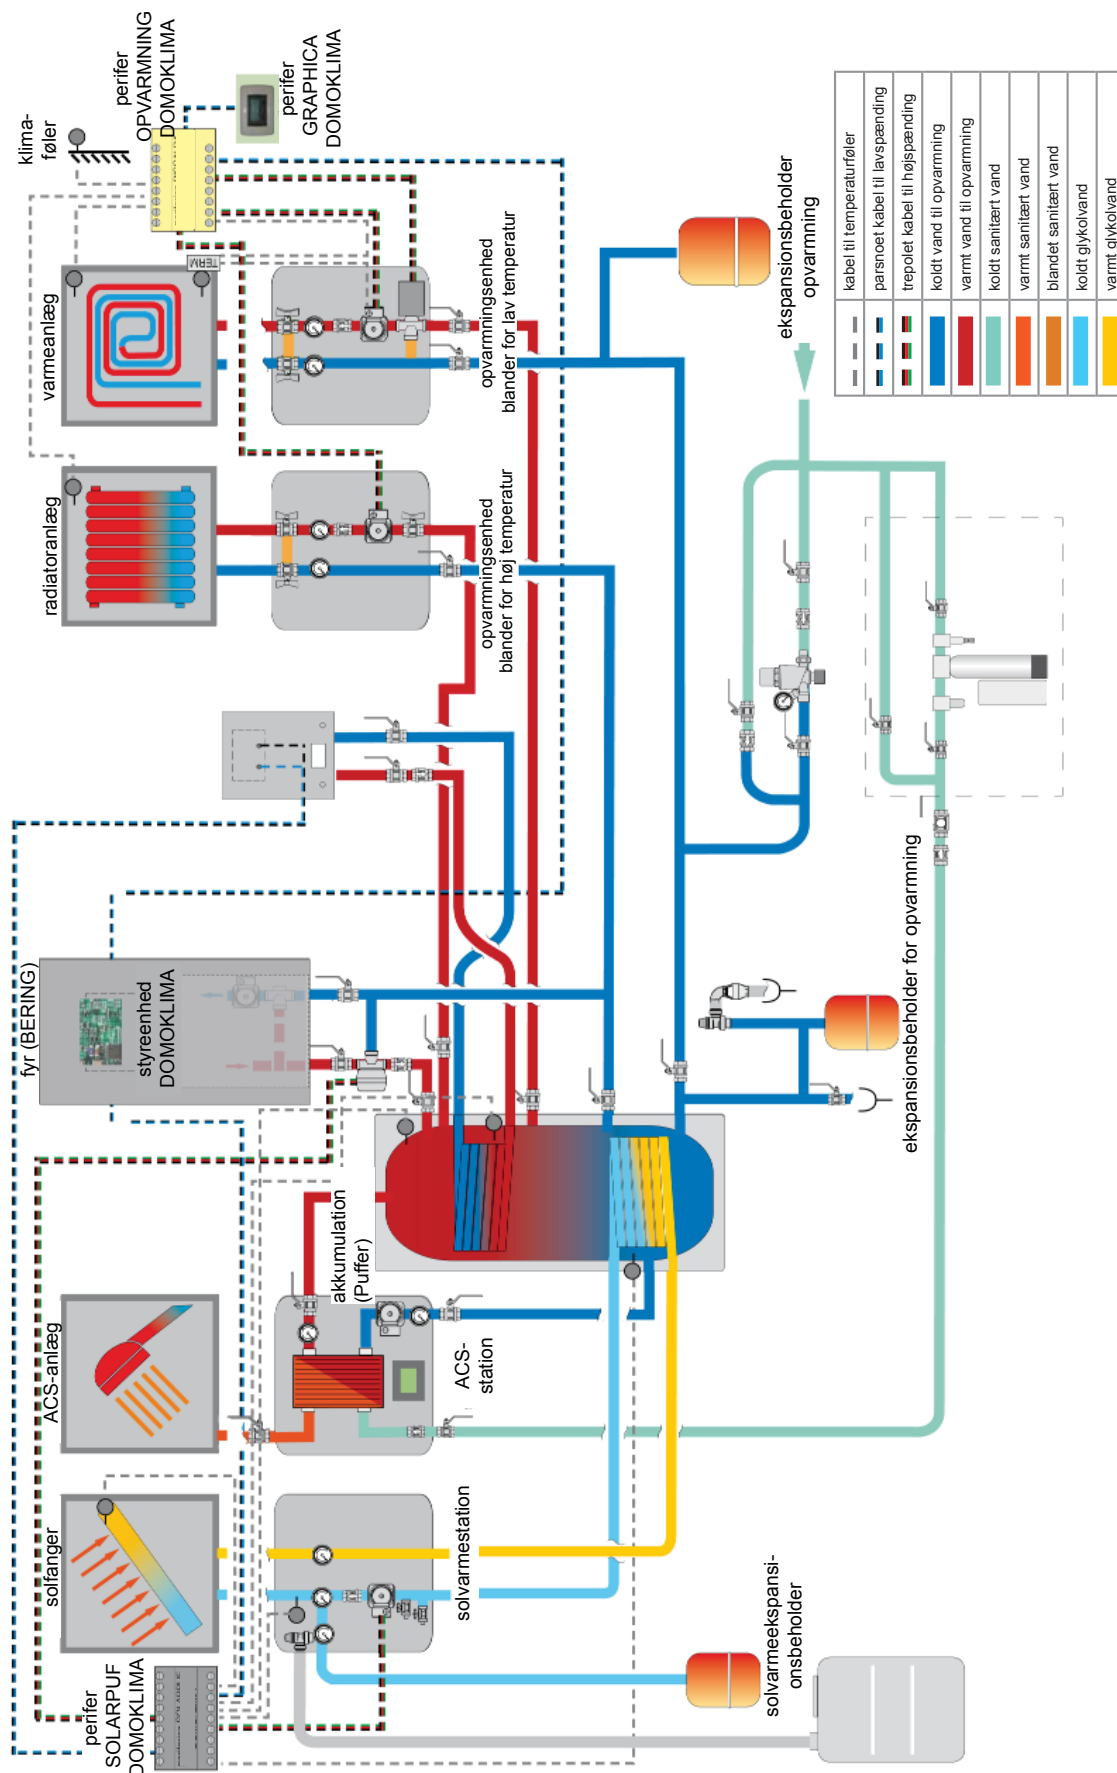 perifer
SOLARPUF
DOMOKLIMA
solfanger
ACS-anlæg
fyr (BERING)
styreenhed
DOMOKLIMA
radiatoranlæg
varmeanlæg
klima-
føler
perifer
OPVARMNING
DOMOKLIMA
TERM
perifer
GRAPHICA
DOMOKLIMA
solvarmestation
ACS-
station
akkumulation
(Puffer)
opvarmningsenhed
blander for høj temperatur
opvarmningsenhed
blander for lav temperatur
solvarmeekspansi-
onsbeholder
ekspansionsbeholder for opvarmning
ekspansionsbeholder
opvarmning
kabel til temperaturføler
parsnoet kabel til lavspænding
trepolet kabel til højspænding
koldt vand til opvarmning
varmt vand til opvarmning
koldt sanitært vand
varmt sanitært vand
blandet sanitært vand
koldt glykolvand
varmt glykolvand